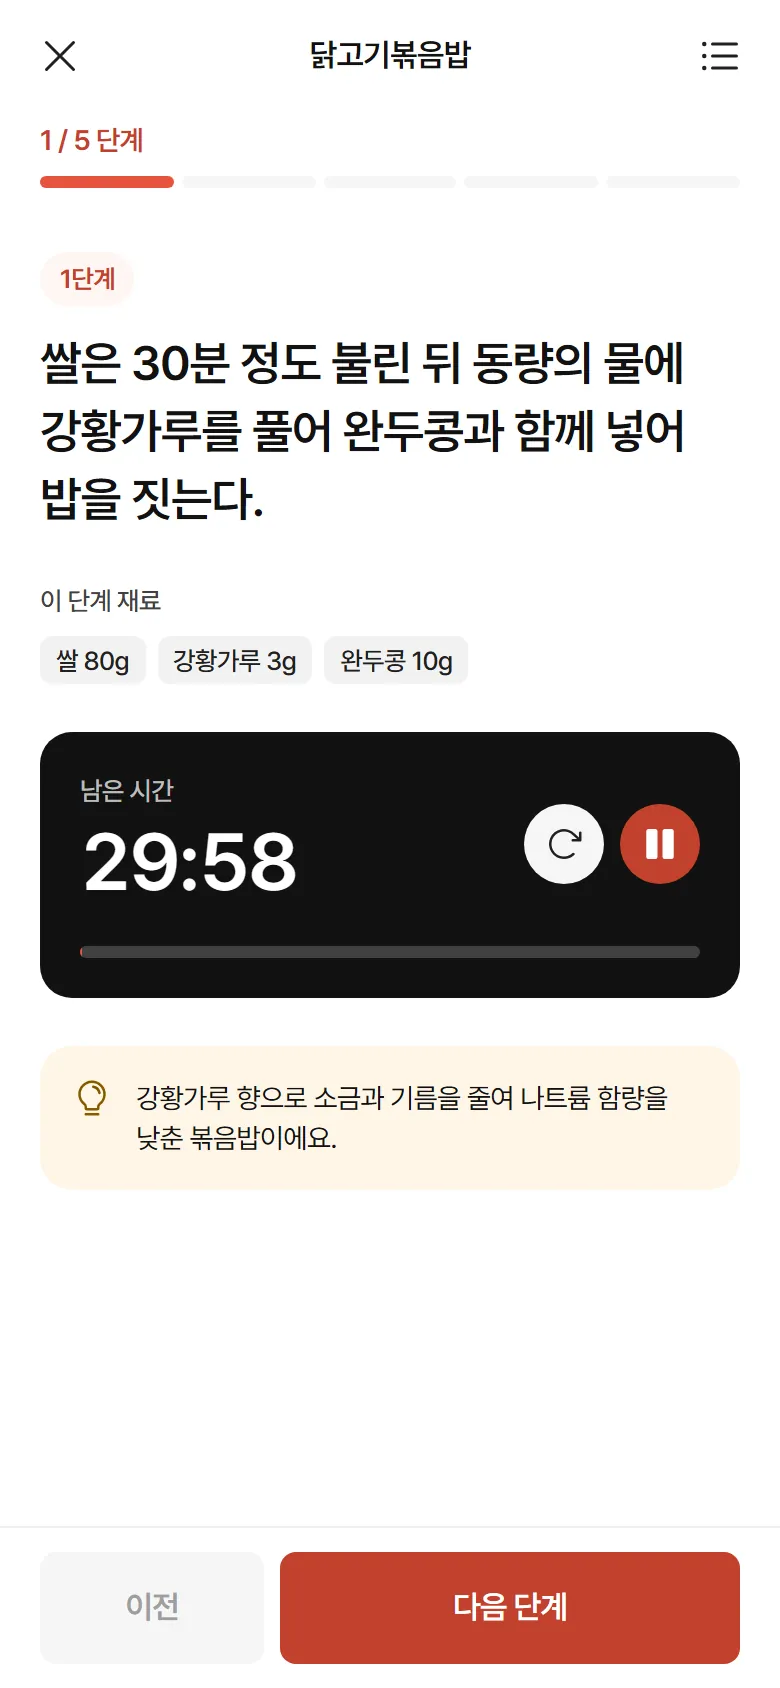 닭고기볶음밥
1 / 5 단계
1단계
쌀은 30분 정도 불린 뒤 동량의 물에
강황가루를 풀어 완두콩과 함께 넣어
밥을 짓는다.
이 단계 재료
쌀 80g
강황가루 3g
완두콩 10g
남은 시간
29:58
강황가루 향으로 소금과 기름을 줄여 나트륨 함량을
낮춘 볶음밥이에요.
이전
다음 단계